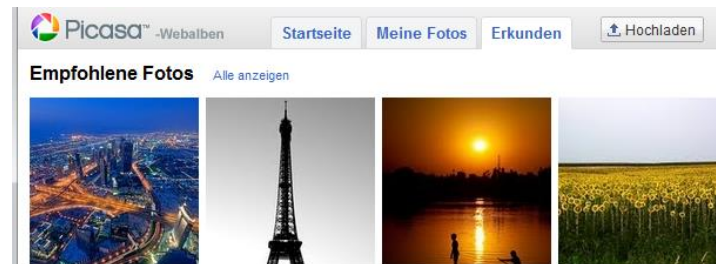 Picasa™ -Webalben Startseite Meine Fotos Erkunden Hochladen
Empfohlene Fotos Alle anzeigen